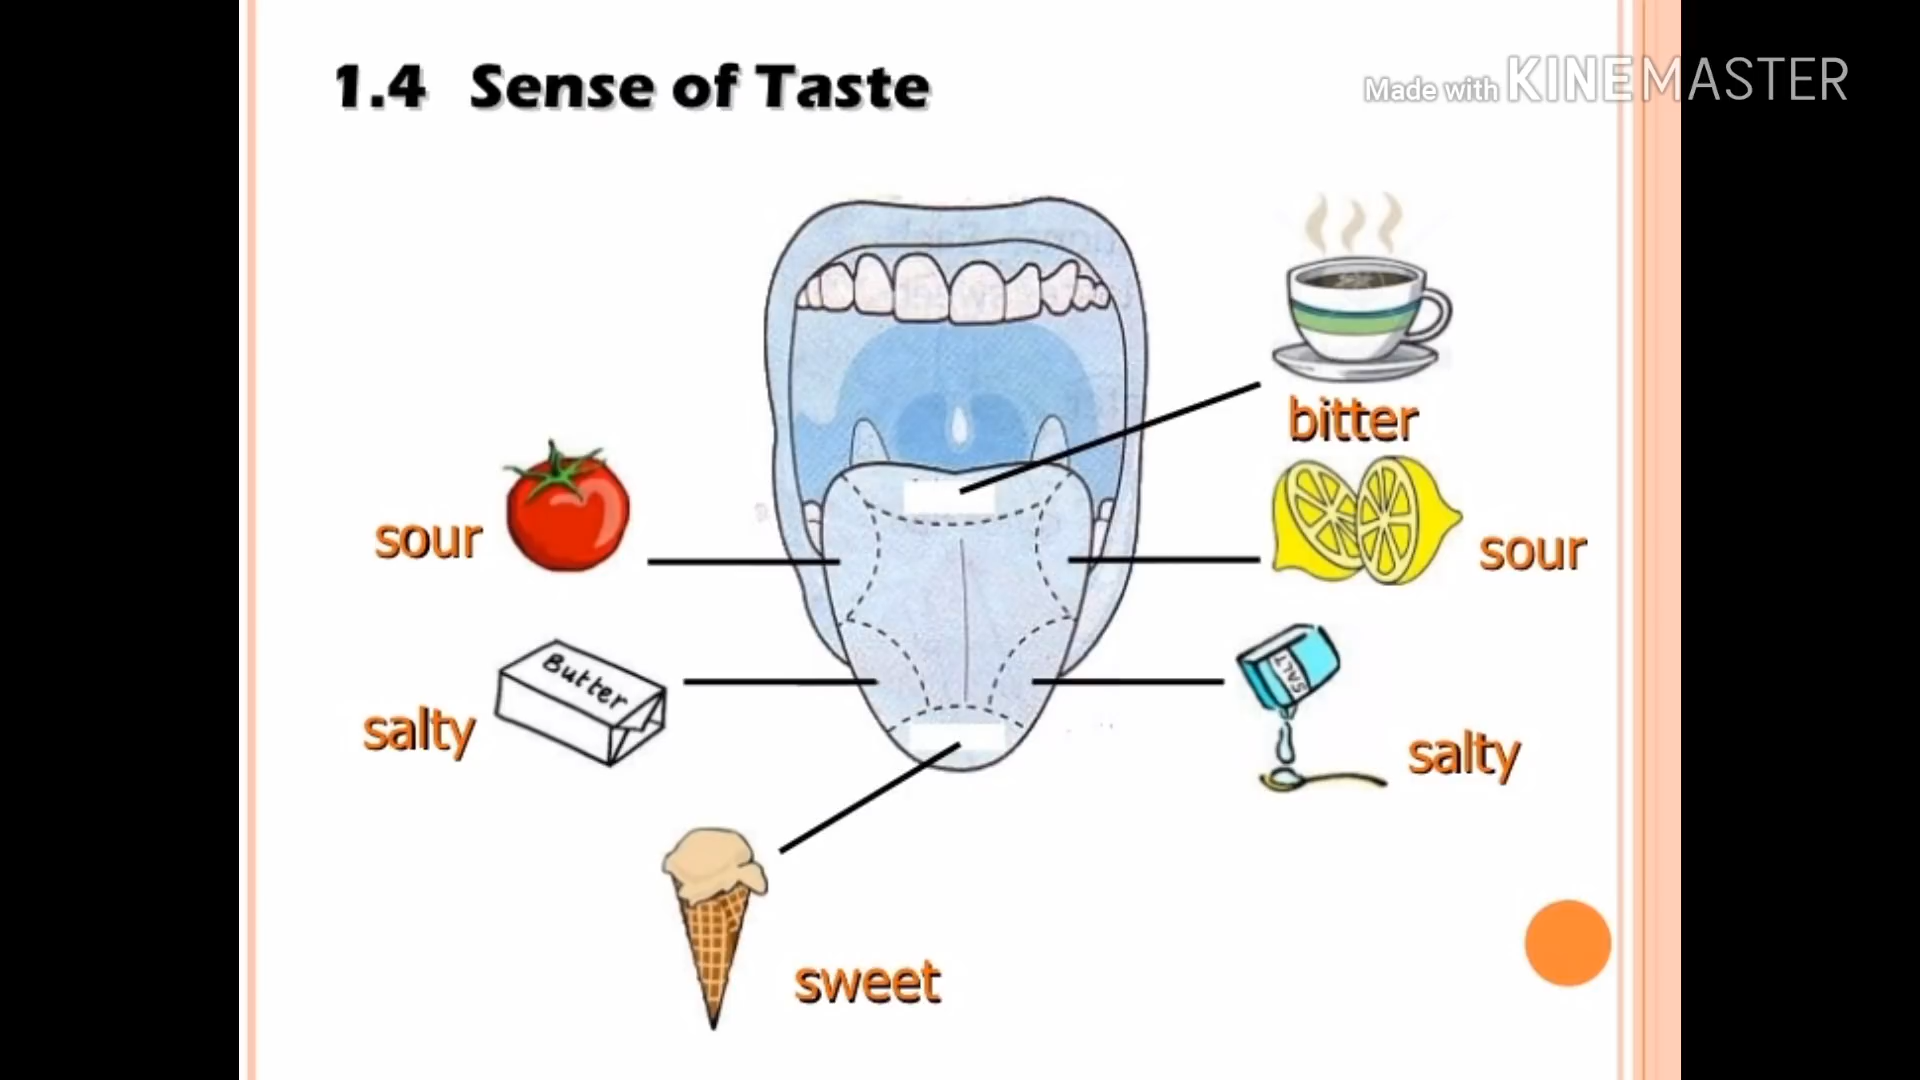 1.4 Sense of Taste
Made with KINEMASTER
bitter
sour
sour
Butter
SALT
salty
salty
sweet